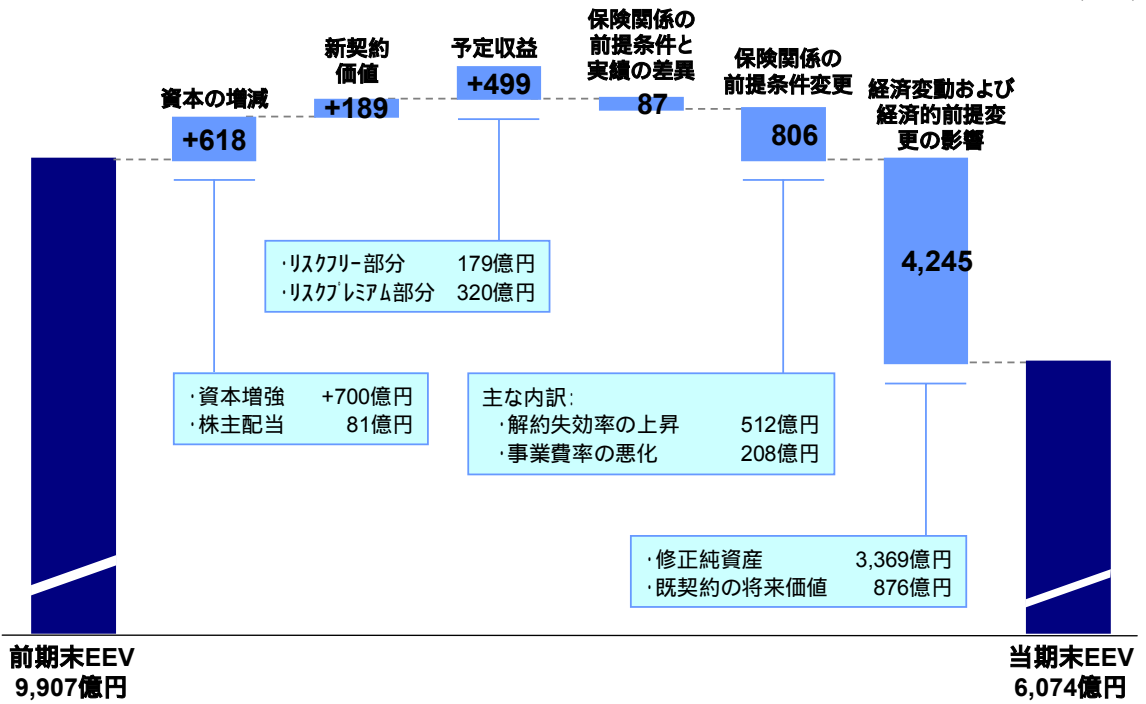 資本の増減
+618
新契約
価値
+189
予定収益
+499
保険関係の
前提条件と
実績の差異
87
保険関係の
前提条件変更
806
経済変動および
経済的前提変
更の影響
4,245
･ﾘｽｸﾌﾘｰ部分 179億円
･ﾘｽｸﾌﾟﾚﾐｱﾑ部分 320億円
･資本増強 +700億円
･株主配当 81億円
主な内訳:
･解約失効率の上昇 512億円
･事業費率の悪化 208億円
･修正純資産 3,369億円
･既契約の将来価値 876億円
前期末EEV
9,907億円
当期末EEV
6,074億円